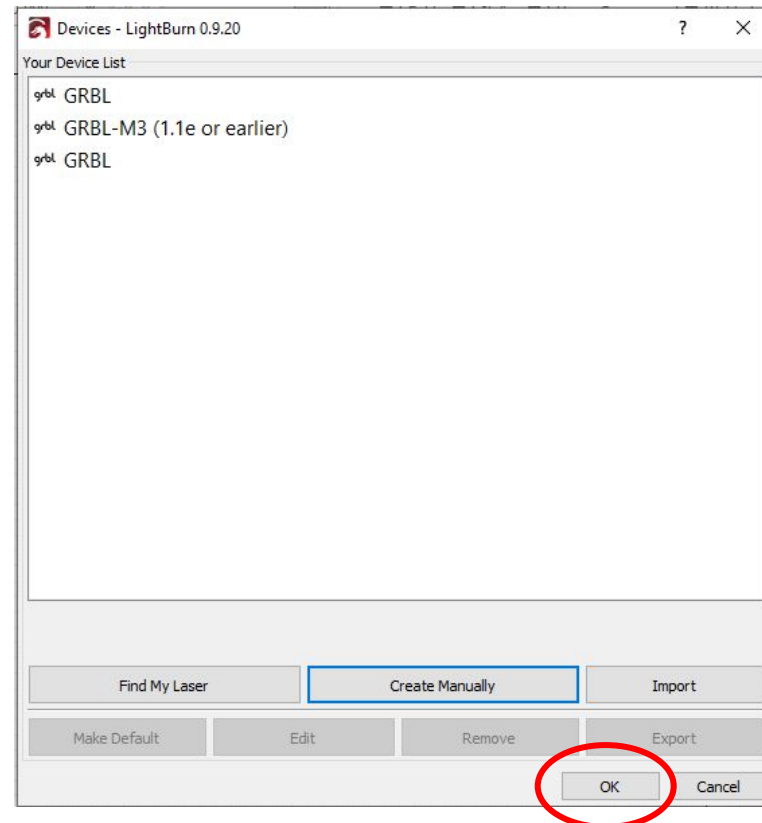 Devices - LightBurn 0.9.20 ?
Your Device List
grbl GRBL
grbl GRBL-M3 (1.1e or earlier)
grbl GRBL
Find My Laser Create Manually Import
Make Default Edit Remove Export
OK Cancel